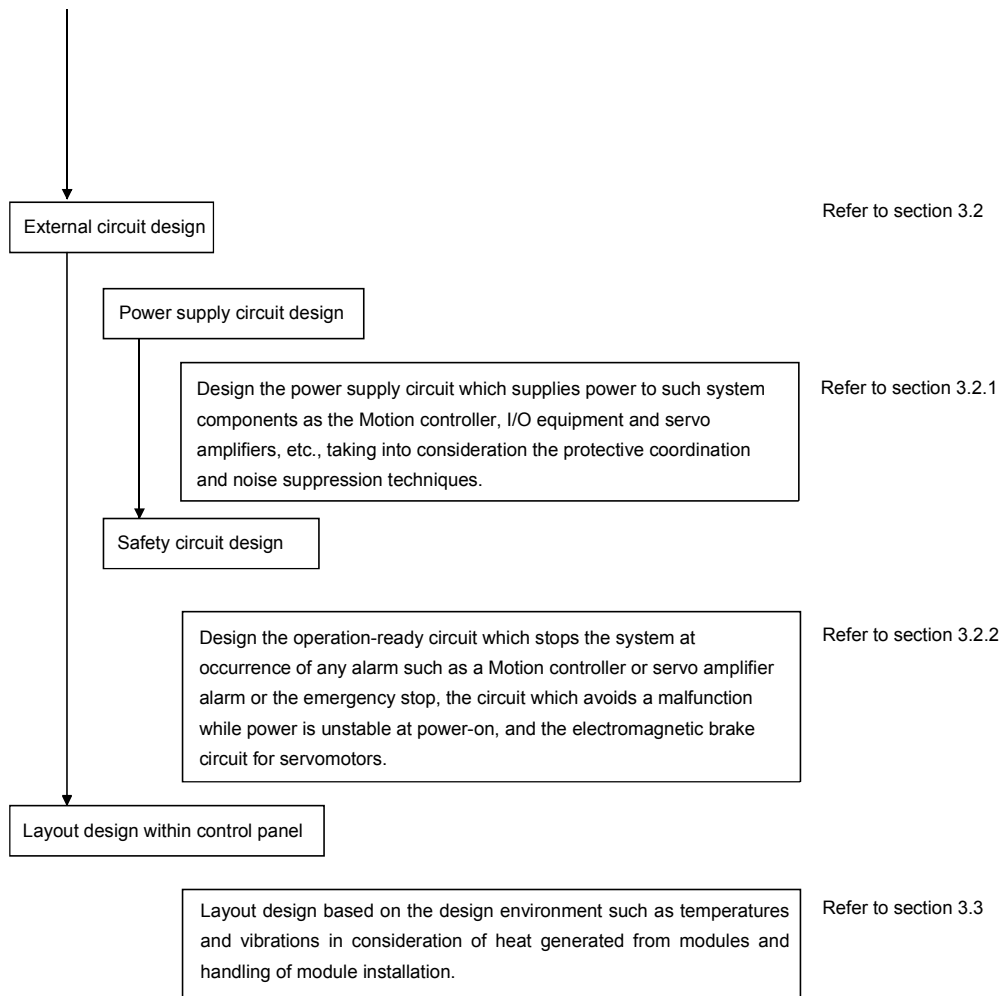 Refer to section 3.2
External circuit design
Power supply circuit design
Design the power supply circuit which supplies power to such system
components as the Motion controller, I/O equipment and servo
amplifiers, etc., taking into consideration the protective coordination
and noise suppression techniques.
Refer to section 3.2.1
Safety circuit design
Design the operation-ready circuit which stops the system at
occurrence of any alarm such as a Motion controller or servo amplifier
alarm or the emergency stop, the circuit which avoids a malfunction
while power is unstable at power-on, and the electromagnetic brake
circuit for servomotors.
Refer to section 3.2.2
Layout design within control panel
Layout design based on the design environment such as temperatures
and vibrations in consideration of heat generated from modules and
handling of module installation.
Refer to section 3.3